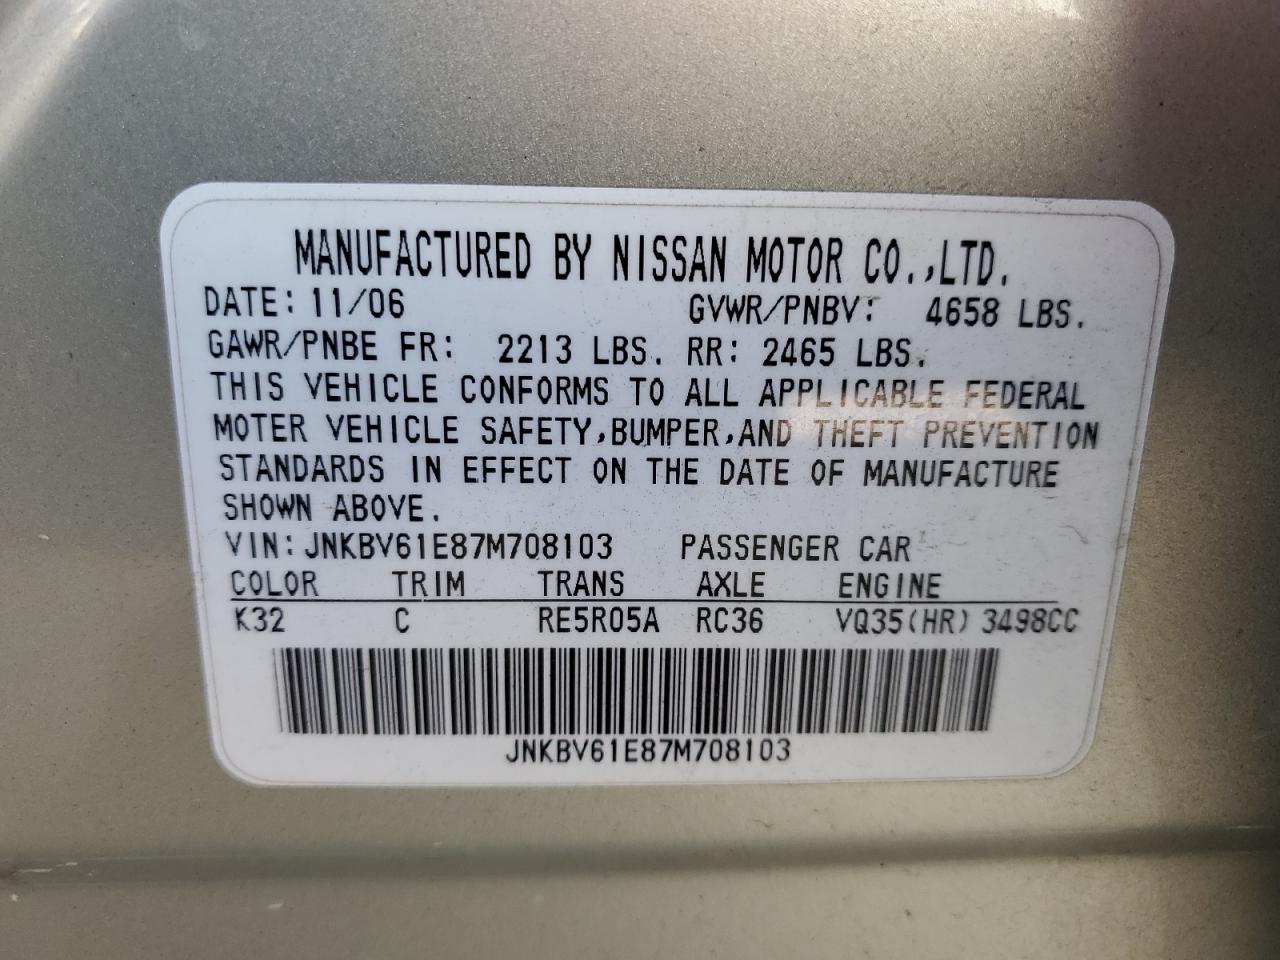 MANUFACTURED BY NISSAN MOTOR CO.,LTD.
DATE: 11/06 GVWR/PNBV: 4658 LBS.
GAWR/PNBE FR: 2213 LBS. RR: 2465 LBS.
THIS VEHICLE CONFORMS TO ALL APPLICABLE FEDERAL
MOTER VEHICLE SAFETY,BUMPER,AND THEFT PREVENTION
STANDARDS IN EFFECT ON THE DATE OF MANUFACTURE
SHOWN ABOVE.
VIN: JNKBV61E87M708103 PASSENGER CAR
COLOR TRIM TRANS AXLE ENGINE
K32 C RE5R05A RC36 VQ35(HR) 3498CC
JNKBV61E87M708103